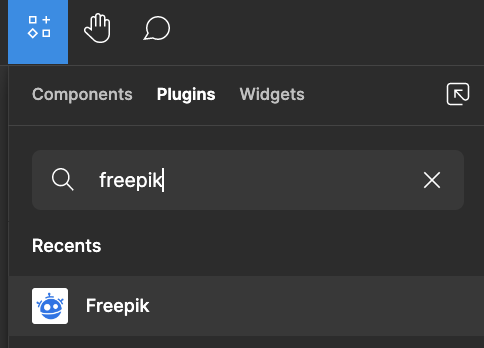 Components Plugins Widgets
freepik
Recents
Freepik